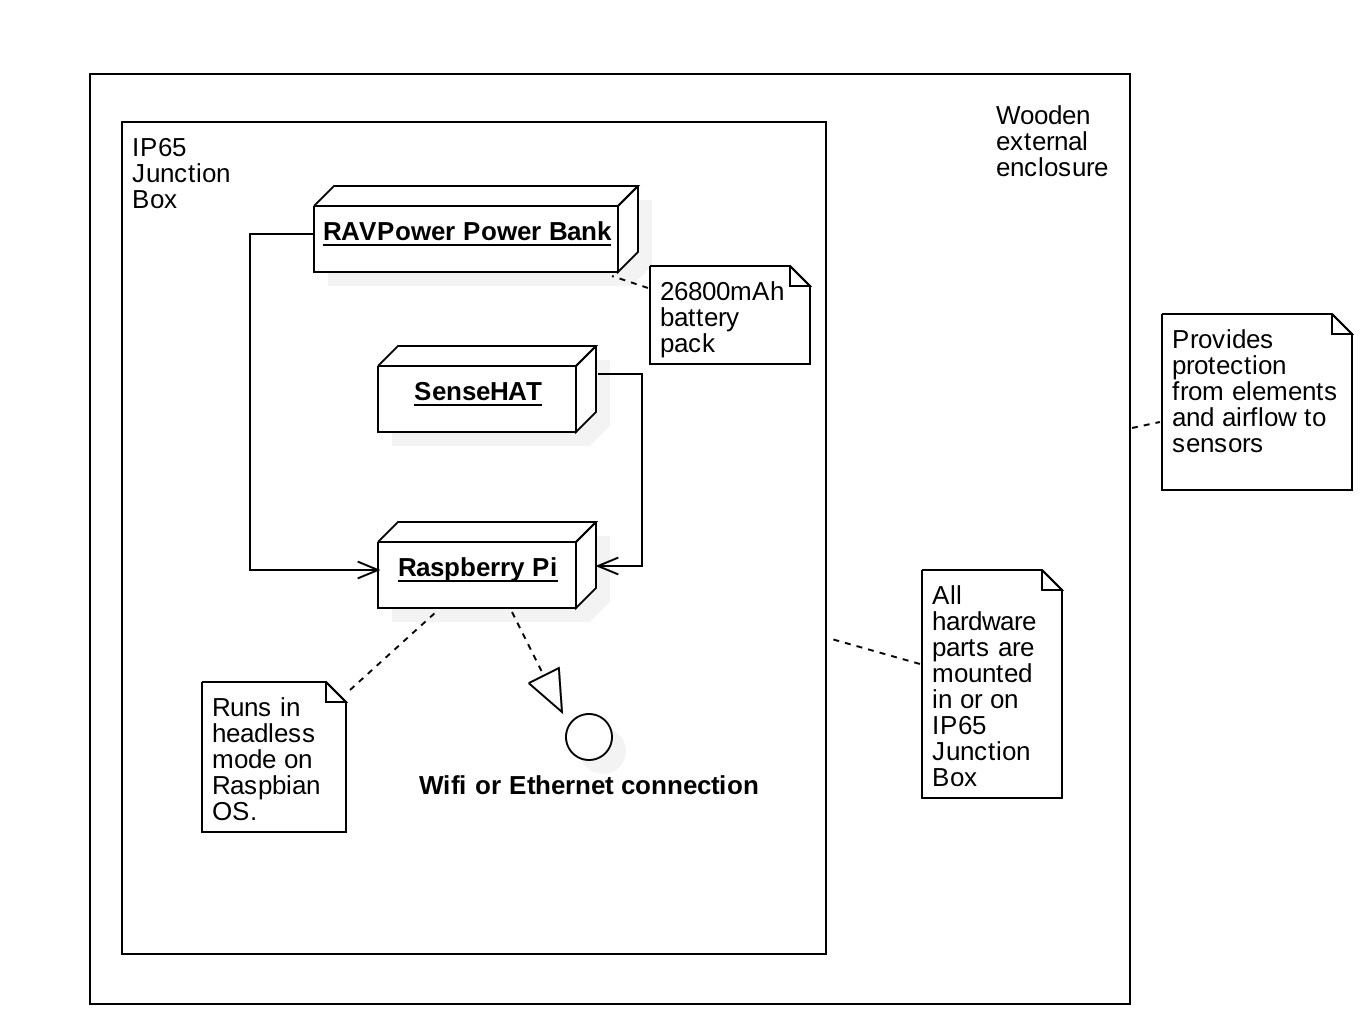 Wooden
external
enclosure
IP65
Junction
Box
RAVPower Power Bank
26800mAh
battery
pack
Provides
protection
from elements
and airflow to
sensors
SenseHAT
Raspberry Pi
All
hardware
parts are
mounted
in or on
IP65
Junction
Box
Runs in
headless
mode on
Raspbian
OS.
Wifi or Ethernet connection